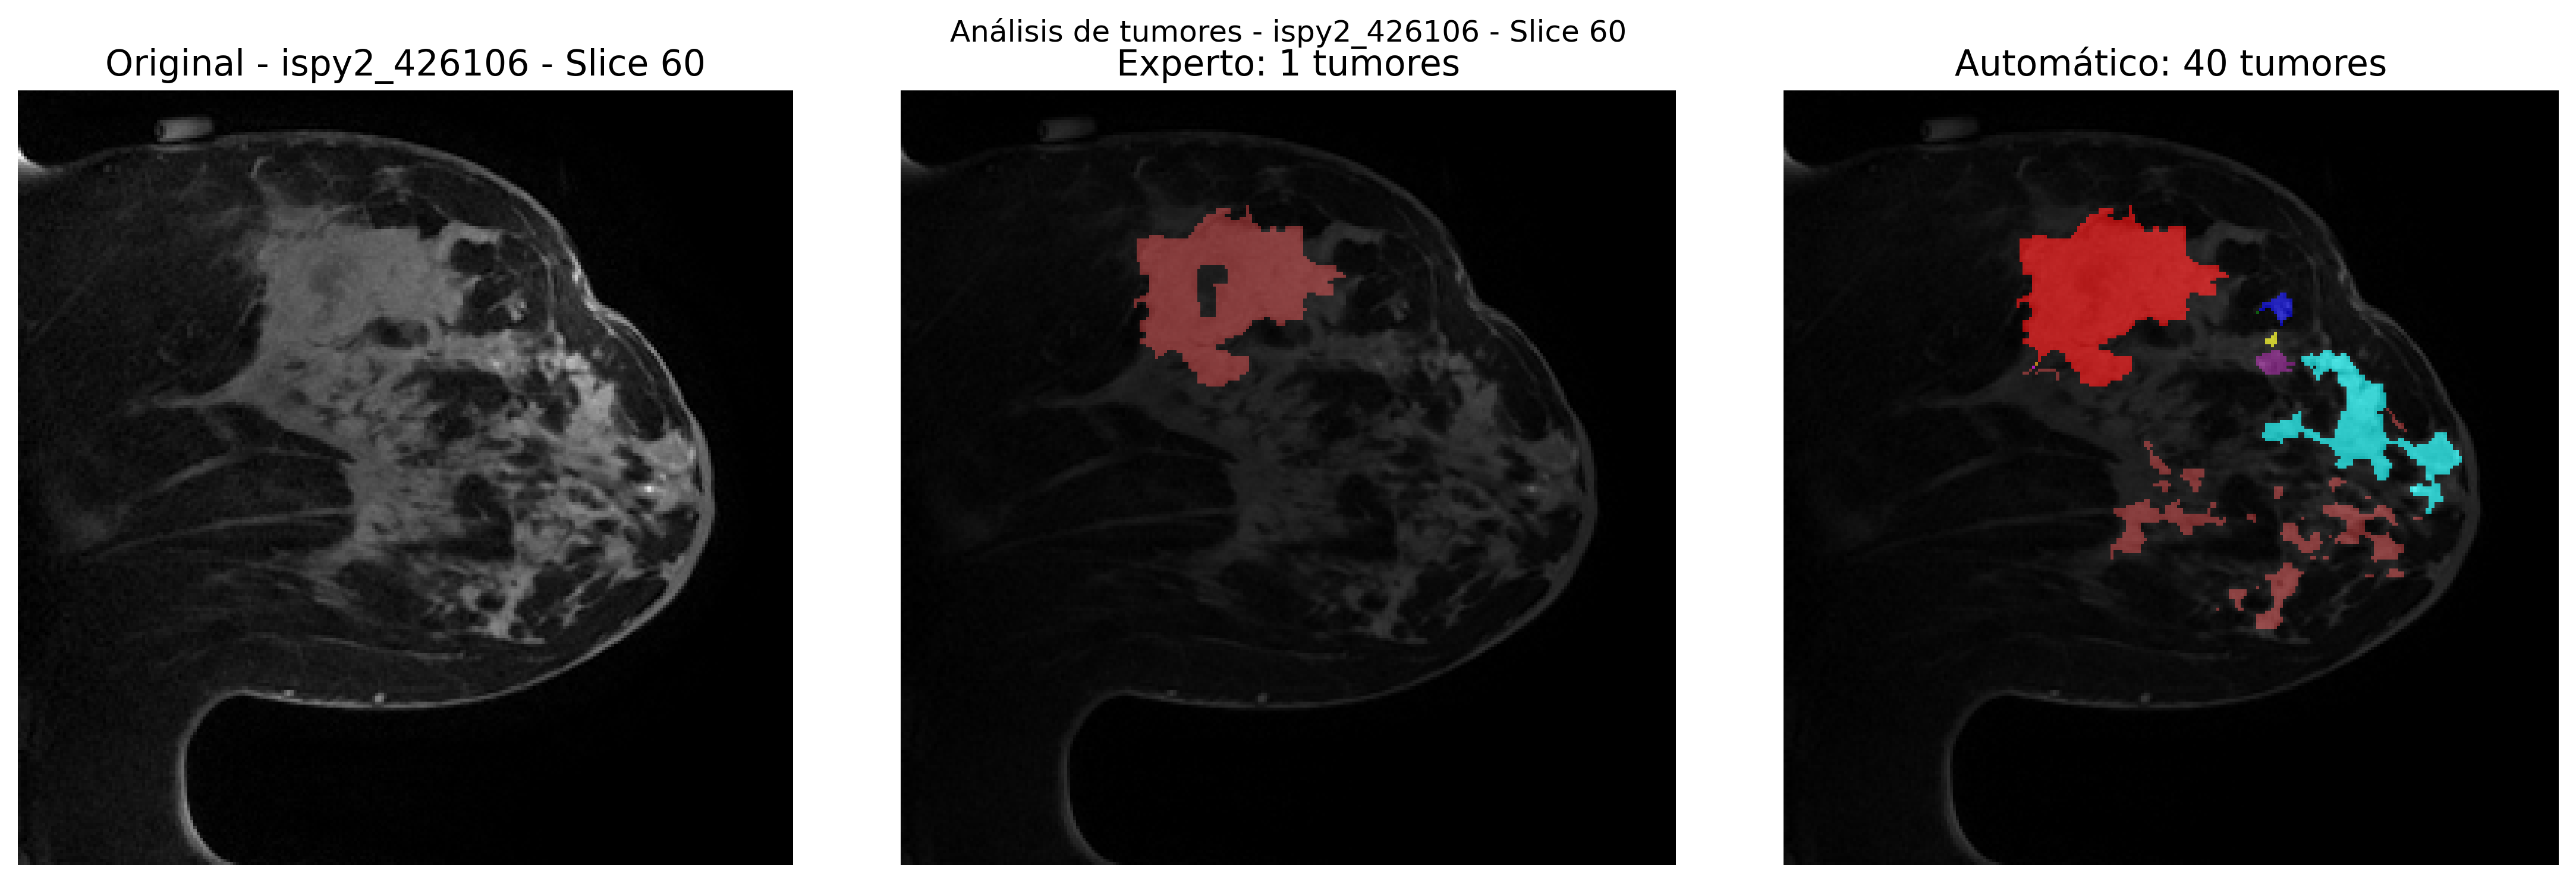 Análisis de tumores - ispy2_426106 - Slice 60
Original - ispy2_426106 - Slice 60
Experto: 1 tumores
Automático: 40 tumores